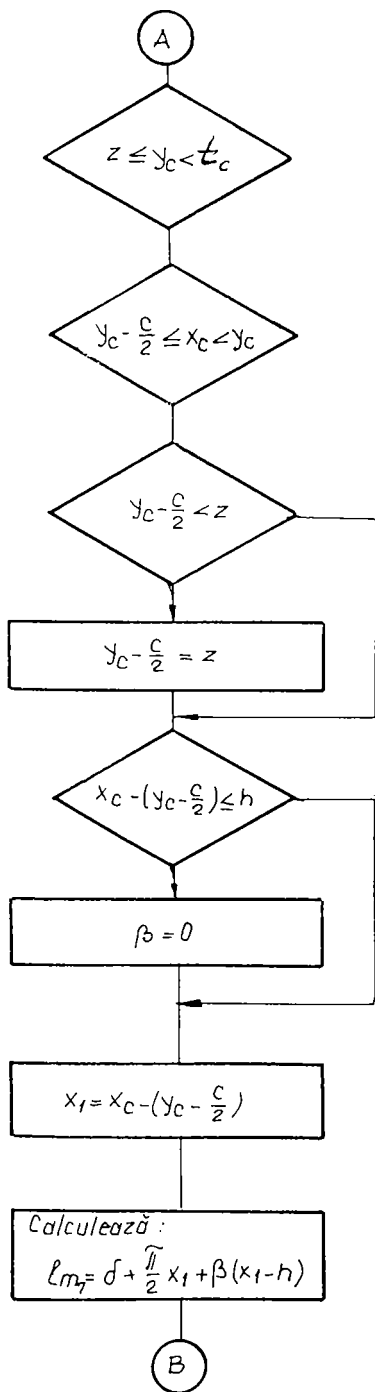 A
z ≤ y_c < t_c
y_c - c/2 ≤ x_c < y_c
y_c - c/2 < z
y_c - c/2 = z
x_c - (y_c - c/2) ≤ h
β = 0
x_1 = x_c - (y_c - c/2)
Calculează :
l_m1 = δ + π/2 x_1 + β(x_1 - h)
B